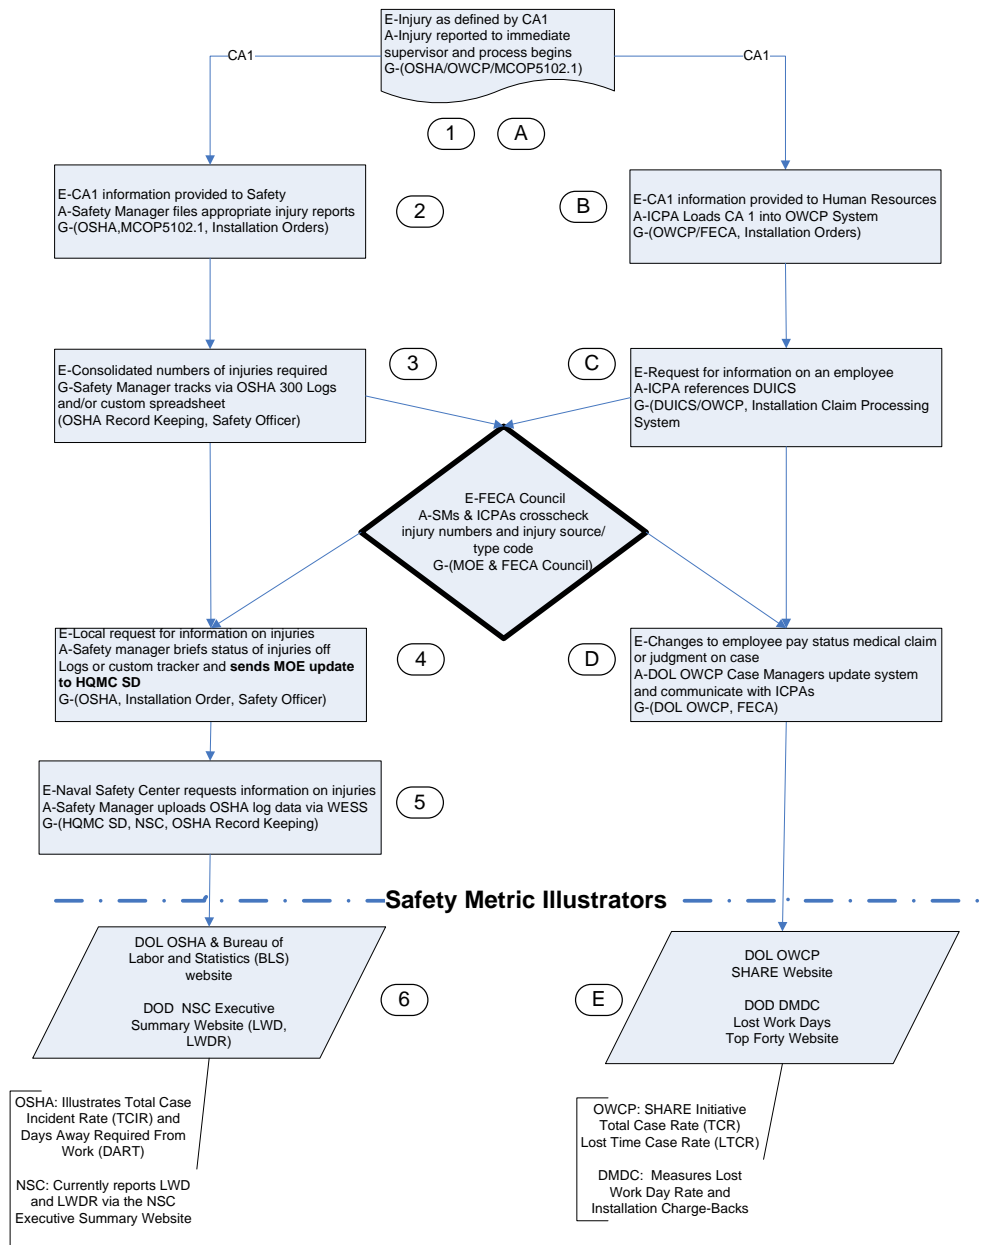 E-Injury as defined by CA1
A-Injury reported to immediate
supervisor and process begins
G-(OSHA/OWCP/MCOP5102.1)
CA1
CA1
1
A
E-CA1 information provided to Safety
A-Safety Manager files appropriate injury reports
G-(OSHA,MCOP5102.1, Installation Orders)
2
B
E-CA1 information provided to Human Resources
A-ICPA Loads CA 1 into OWCP System
G-(OWCP/FECA, Installation Orders)
E-Consolidated numbers of injuries required
G-Safety Manager tracks via OSHA 300 Logs
and/or custom spreadsheet
(OSHA Record Keeping, Safety Officer)
3
C
E-Request for information on an employee
A-ICPA references DUICS
G-(DUICS/OWCP, Installation Claim Processing
System
E-FECA Council
A-SMs & ICPAs crosscheck
injury numbers and injury source/
type code
G-(MOE & FECA Council)
E-Local request for information on injuries
A-Safety manager briefs status of injuries off
Logs or custom tracker and sends MOE update
to HQMC SD
G-(OSHA, Installation Order, Safety Officer)
4
D
E-Changes to employee pay status medical claim
or judgment on case
A-DOL OWCP Case Managers update system
and communicate with ICPAs
G-(DOL OWCP, FECA)
E-Naval Safety Center requests information on injuries
A-Safety Manager uploads OSHA log data via WESS
G-(HQMC SD, NSC, OSHA Record Keeping)
5
Safety Metric Illustrators
DOL OSHA & Bureau of
Labor and Statistics (BLS)
website
DOD  NSC Executive
Summary Website (LWD,
LWDR)
6
E
DOL OWCP
SHARE Website
DOD DMDC
Lost Work Days
Top Forty Website
OSHA: Illustrates Total Case
Incident Rate (TCIR) and
Days Away Required From
Work (DART)
NSC: Currently reports LWD
and LWDR via the NSC
Executive Summary Website
OWCP: SHARE Initiative
Total Case Rate (TCR)
Lost Time Case Rate (LTCR)
DMDC:  Measures Lost
Work Day Rate and
Installation Charge-Backs